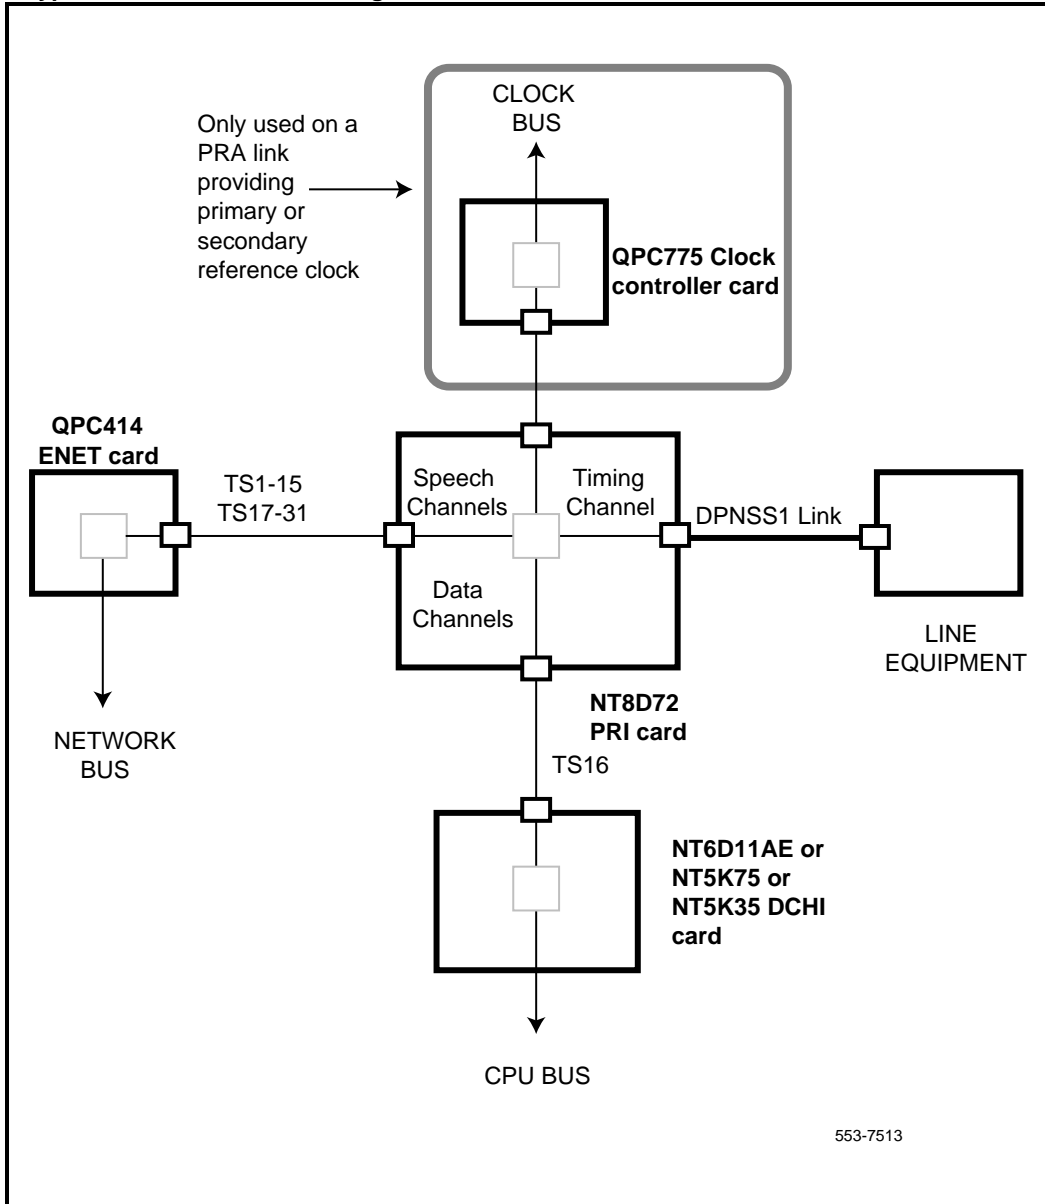 CLOCK
BUS
Only used on a
PRA link
providing
primary or
secondary
reference clock
QPC775 Clock
controller card
QPC414
ENET card
TS1-15
TS17-31
Speech
Channels
Timing
Channel
DPNSS1 Link
Data
Channels
LINE
EQUIPMENT
NT8D72
PRI card
NETWORK
BUS
TS16
NT6D11AE or
NT5K75 or
NT5K35 DCHI
card
CPU BUS
553-7513